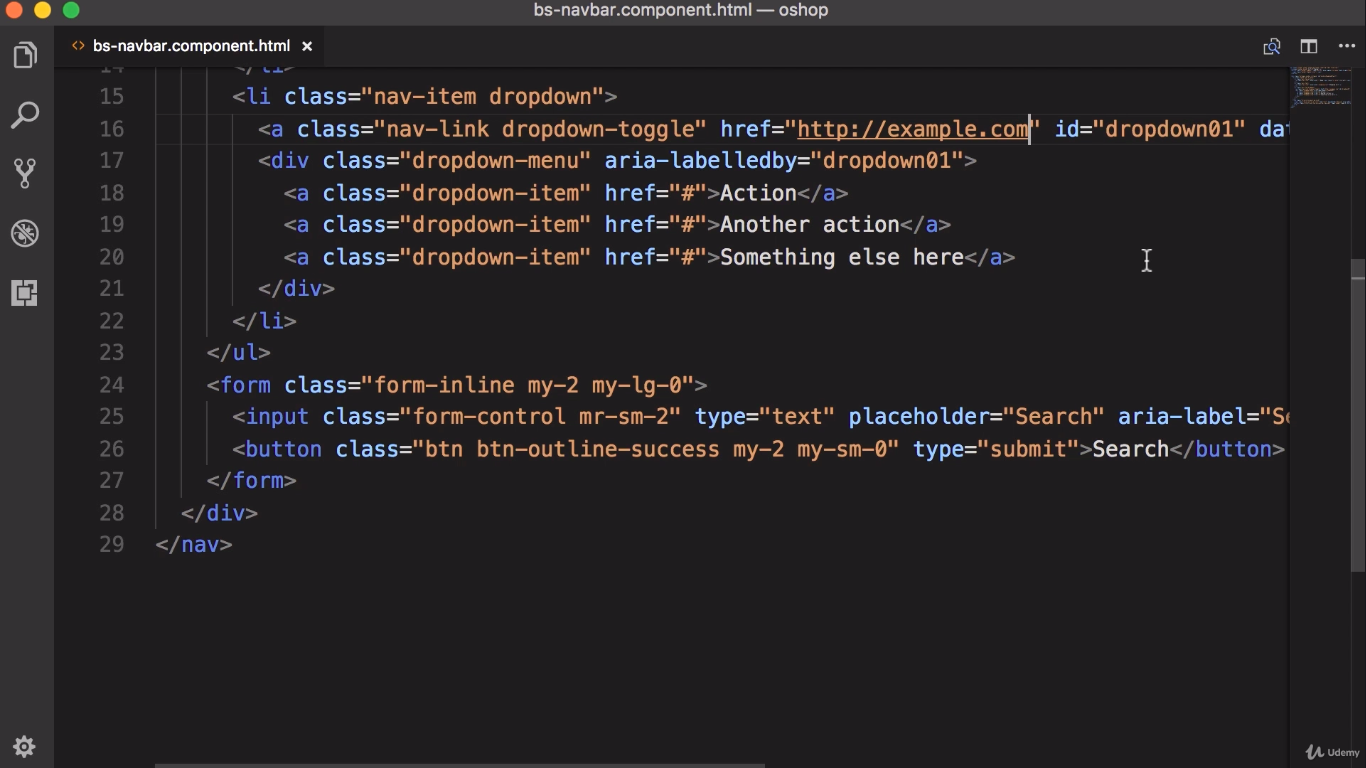 bs-navbar.component.html — oshop
bs-navbar.component.html
14 </li>
15 <li class="nav-item dropdown">
16 <a class="nav-link dropdown-toggle" href="http://example.com" id="dropdown01" dat
17 <div class="dropdown-menu" aria-labelledby="dropdown01">
18 <a class="dropdown-item" href="#">Action</a>
19 <a class="dropdown-item" href="#">Another action</a>
20 <a class="dropdown-item" href="#">Something else here</a>
21 </div>
22 </li>
23 </ul>
24 <form class="form-inline my-2 my-lg-0">
25 <input class="form-control mr-sm-2" type="text" placeholder="Search" aria-label="Se
26 <button class="btn btn-outline-success my-2 my-sm-0" type="submit">Search</button>
27 </form>
28 </div>
29 </nav>
Udemy